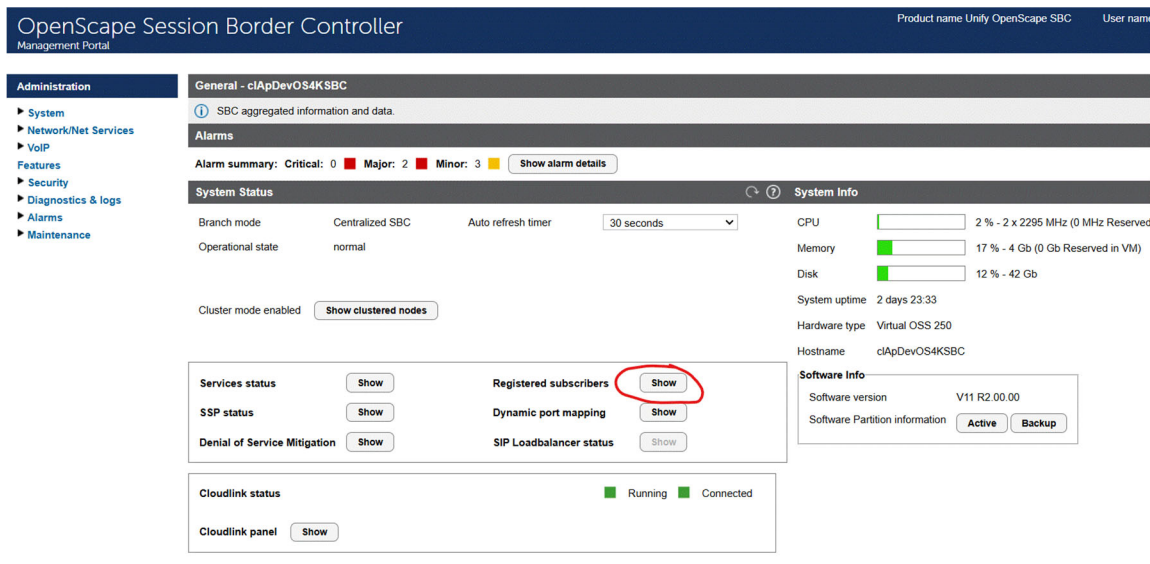 OpenScape Session Border Controller
Management Portal
Product name Unify OpenScape SBC User name
Administration
System
Network/Net Services
VoIP
Features
Security
Diagnostics & logs
Alarms
Maintenance
General - clApDevOS4KSBC
SBC aggregated information and data.
Alarms
Alarm summary: Critical: 0 Major: 2 Minor: 3 Show alarm details
System Status
Branch mode Centralized SBC Auto refresh timer 30 seconds
Operational state normal
Cluster mode enabled Show clustered nodes
Services status Show Registered subscribers Show
SSP status Show Dynamic port mapping Show
Denial of Service Mitigation Show SIP Loadbalancer status Show
Cloudlink status Running Connected
Cloudlink panel Show
System Info
CPU 2 % - 2 x 2295 MHz (0 MHz Reserved
Memory 17 % - 4 Gb (0 Gb Reserved in VM)
Disk 12 % - 42 Gb
System uptime 2 days 23:33
Hardware type Virtual OSS 250
Hostname clApDevOS4KSBC
Software Info
Software version V11 R2.00.00
Software Partition information Active Backup